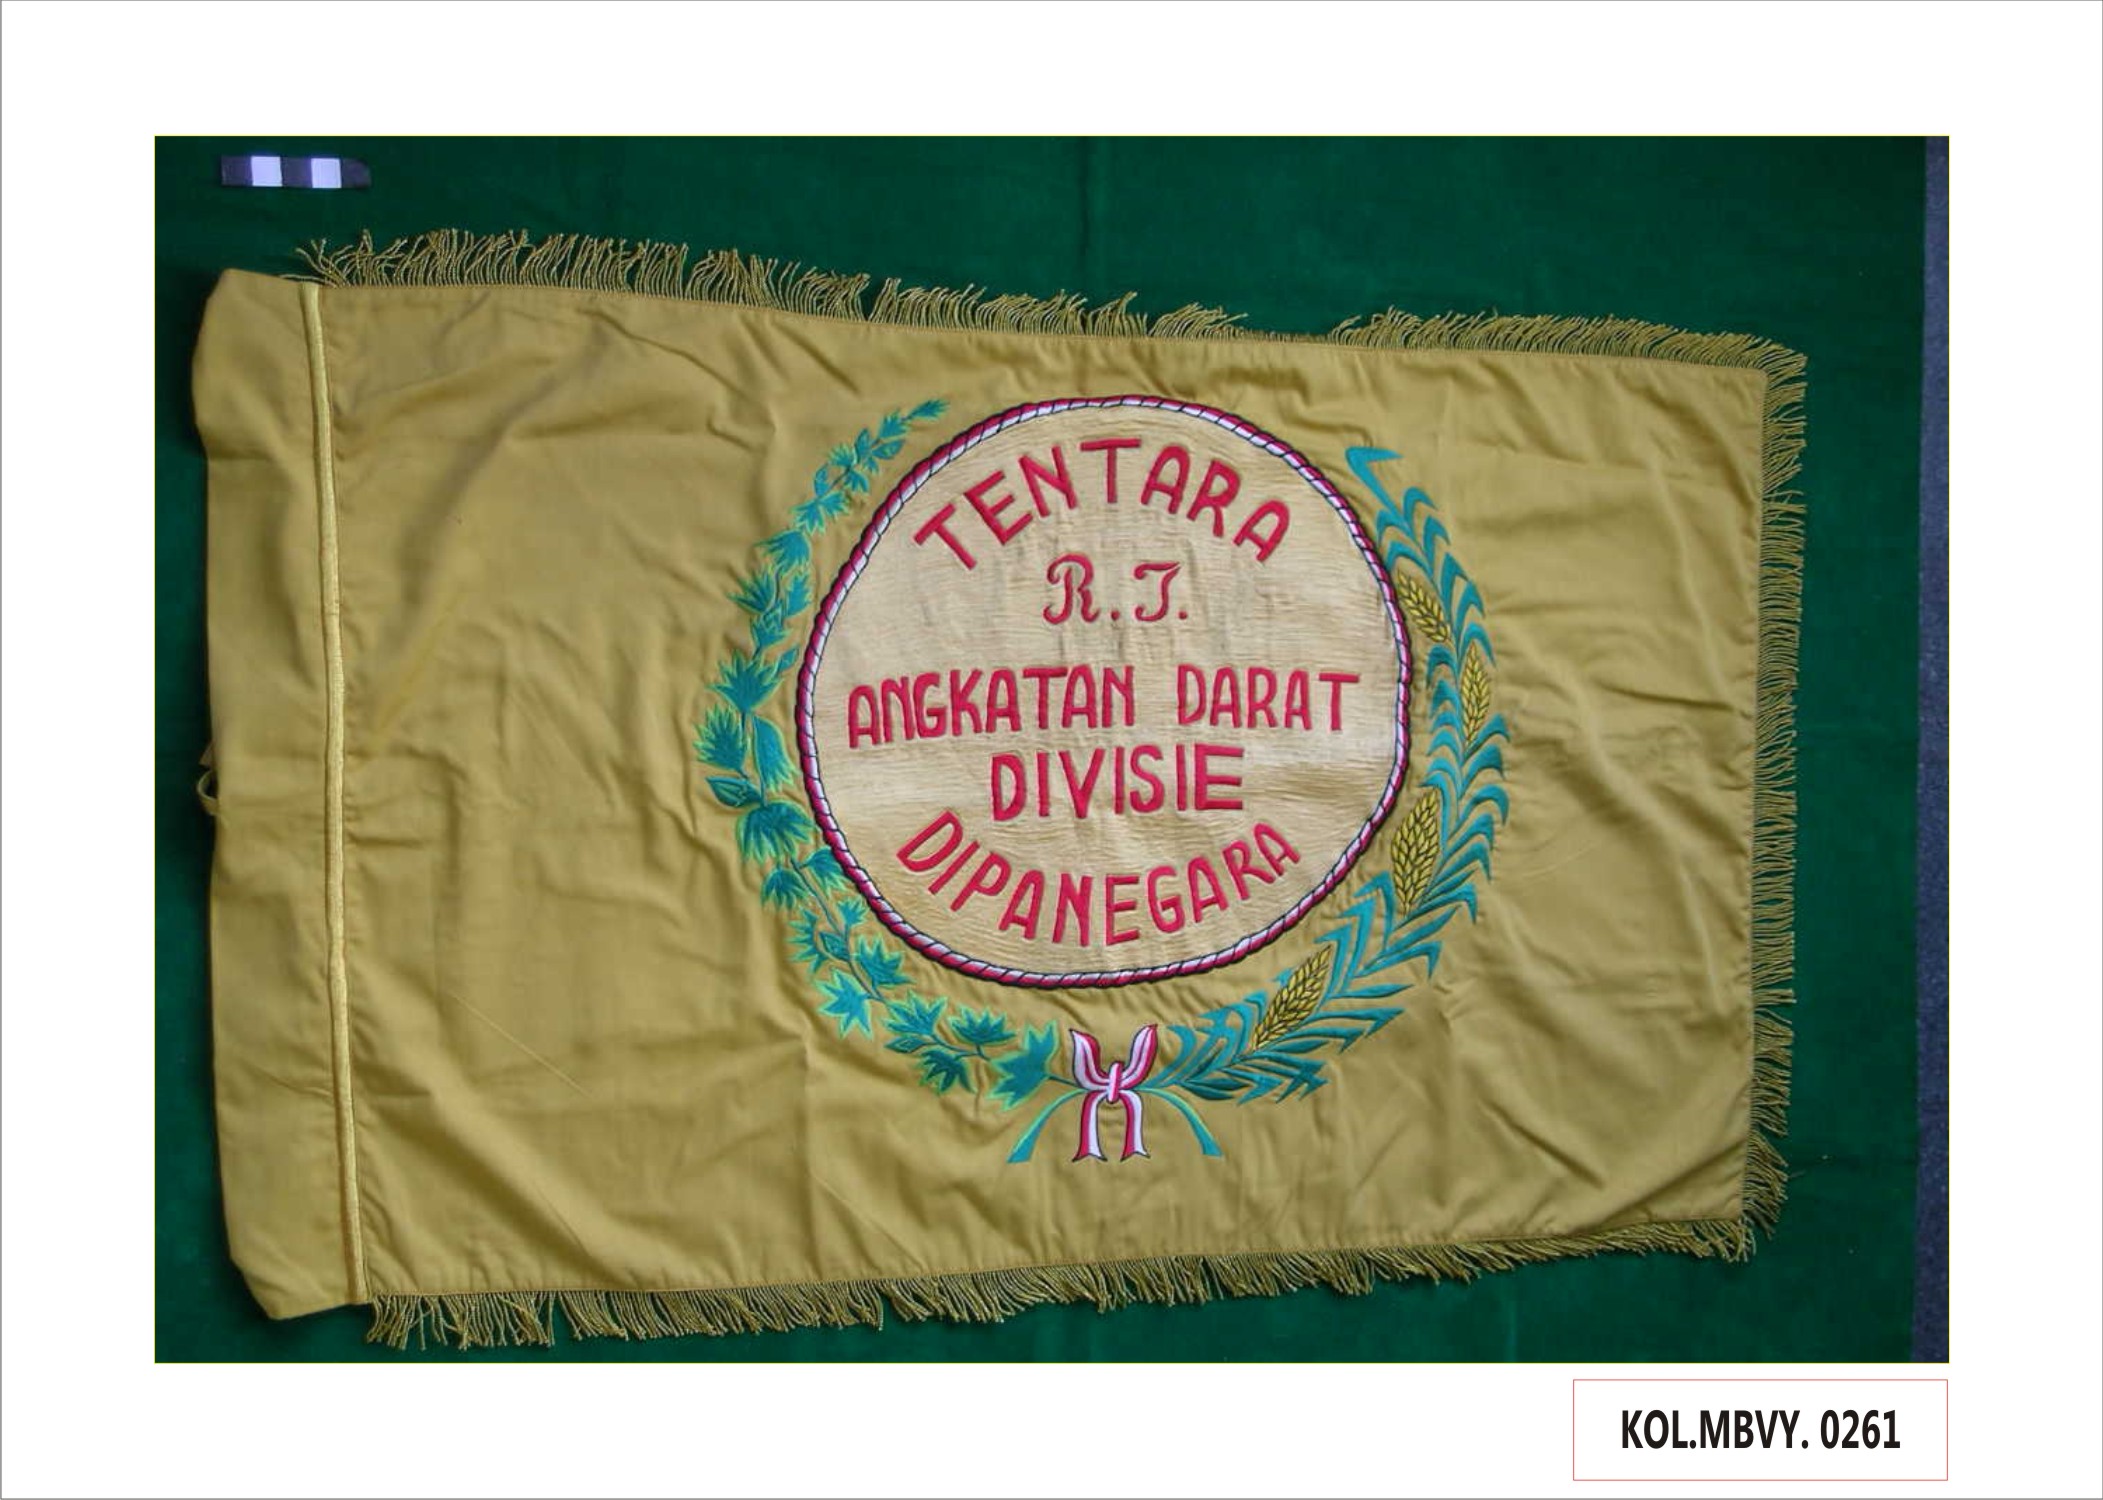 TENTARA
R.I.
ANGKATAN DARAT
DIVISIE
DIPANEGARA
KOL.MBVY. 0261